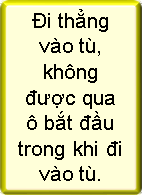 Đi thẳng
vào tù,
không
được qua
ô bắt đầu
trong khi đi
vào tù.